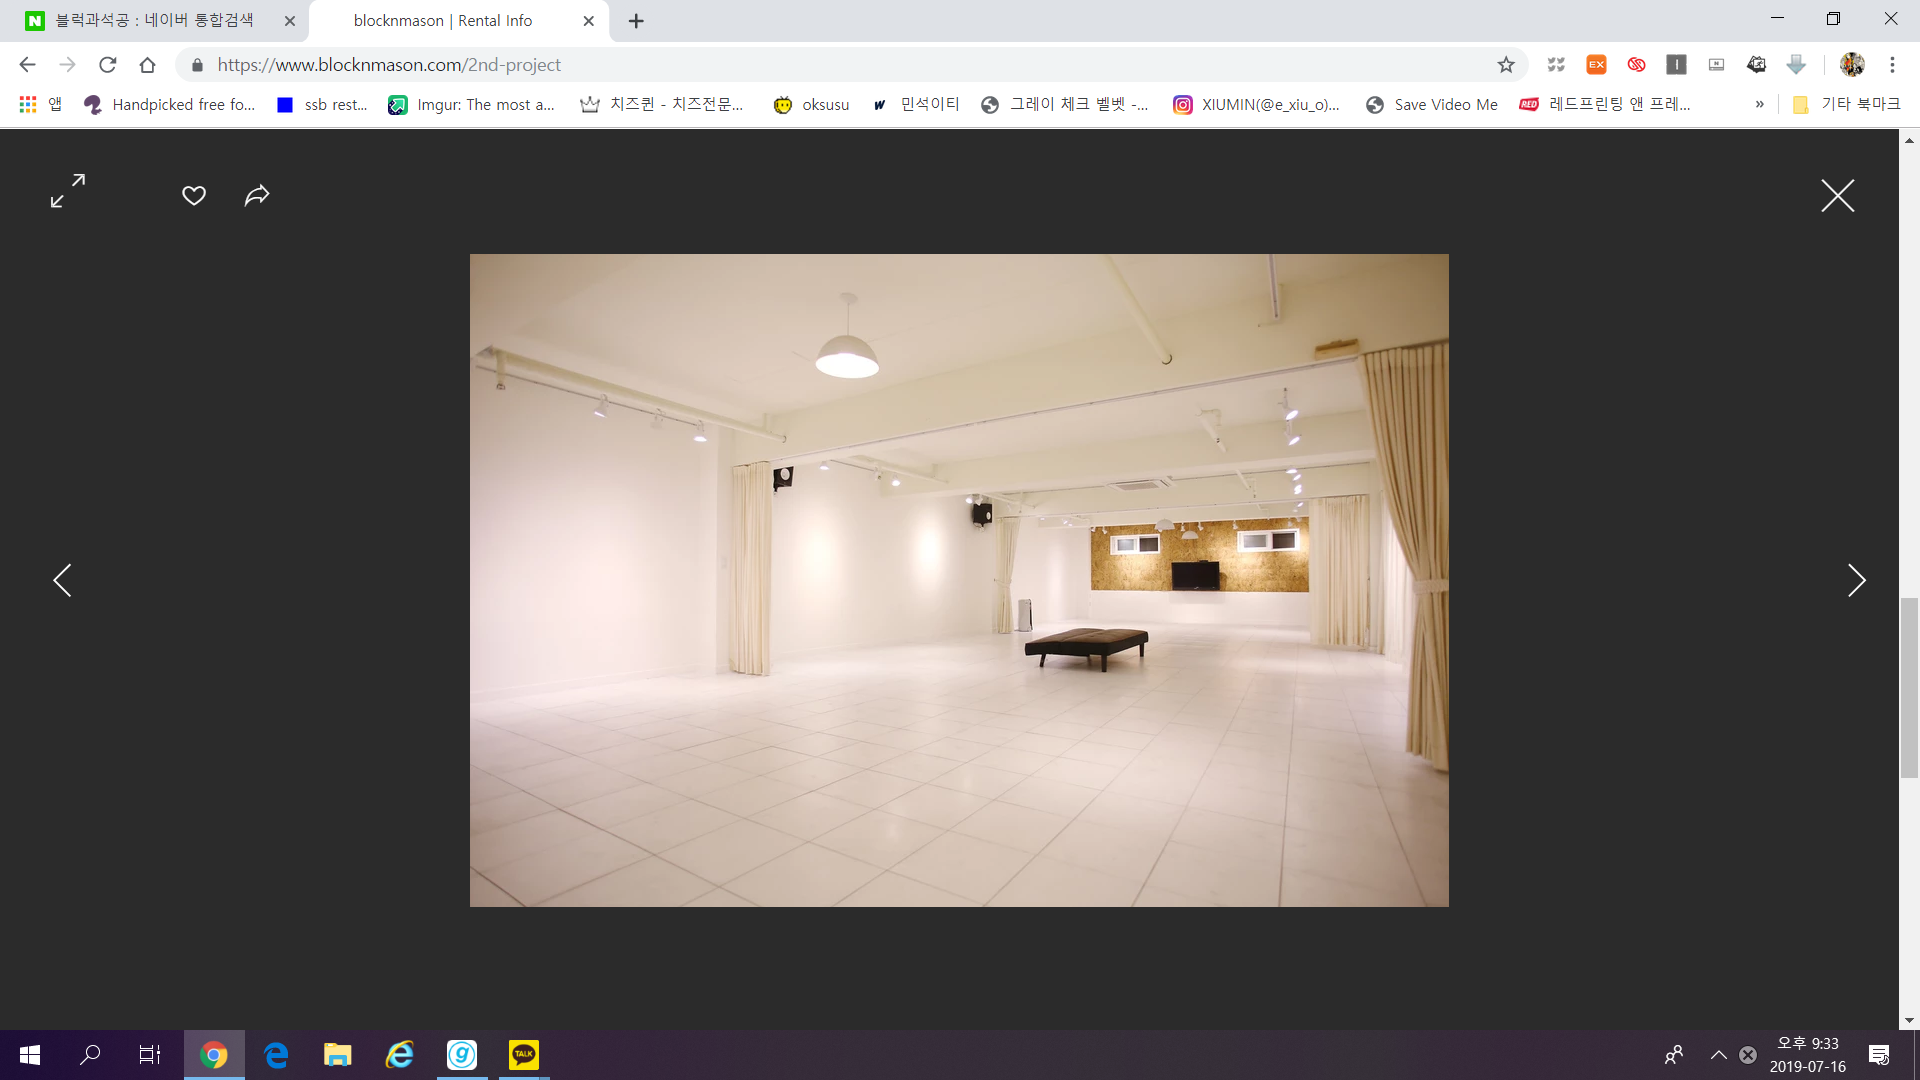 블럭과석공 : 네이버 통합검색
blocknmason | Rental Info
https://www.blocknmason.com/2nd-project
EX
앱
Handpicked free fo...
ssb rest...
Imgur: The most a...
치즈퀸 - 치즈전문...
oksusu
w 민석이티
그레이 체크 벨벳 -...
XIUMIN(@e_xiu_o)...
Save Video Me
RED 레드프린팅 앤 프레...
»
기타 북마크
TALK
오후 9:33
2019-07-16